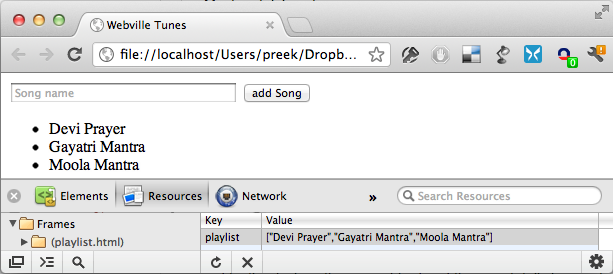 Webville Tunes
file://localhost/Users/preek/Dropb…
0
Song name
add Song
Devi Prayer
Gayatri Mantra
Moola Mantra
Elements
Resources
Network
»
Search Resources
Frames
Key
Value
(playlist.html)
playlist
["Devi Prayer","Gayatri Mantra","Moola Mantra"]